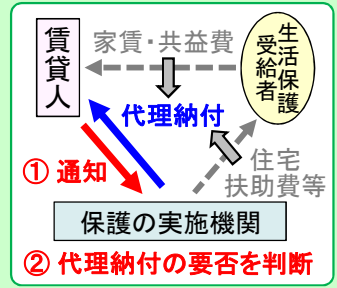 賃貸人
家賃・共益費
生活保護
受給者
代理納付
① 通知
住宅
扶助費等
保護の実施機関
② 代理納付の要否を判断